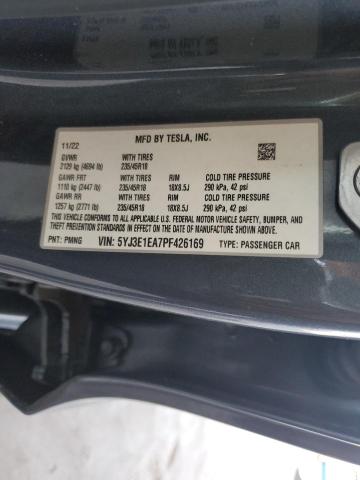 MFD BY TESLA, INC.
11/22
GVWR WITH TIRES
2129 kg (4694 lb) 235/45R18
GAWR FRT WITH TIRES RIM COLD TIRE PRESSURE
1110 kg (2447 lb) 235/45R18 18X8.5J 290 kPa, 42 psi
GAWR RR WITH TIRES RIM COLD TIRE PRESSURE
1257 kg (2771 lb) 235/45R18 18X8.5J 290 kPa, 42 psi
THIS VEHICLE CONFORMS TO ALL APPLICABLE
FEDERAL MOTOR VEHICLE SAFETY, BUMPER, AND
THEFT PREVENTION STANDARDS IN EFFECT ON THE
DATE OF MANUFACTURE SHOWN ABOVE.
PNT: PMNG VIN: 5YJ3E1EA7PF426169 TYPE: PASSENGER CAR